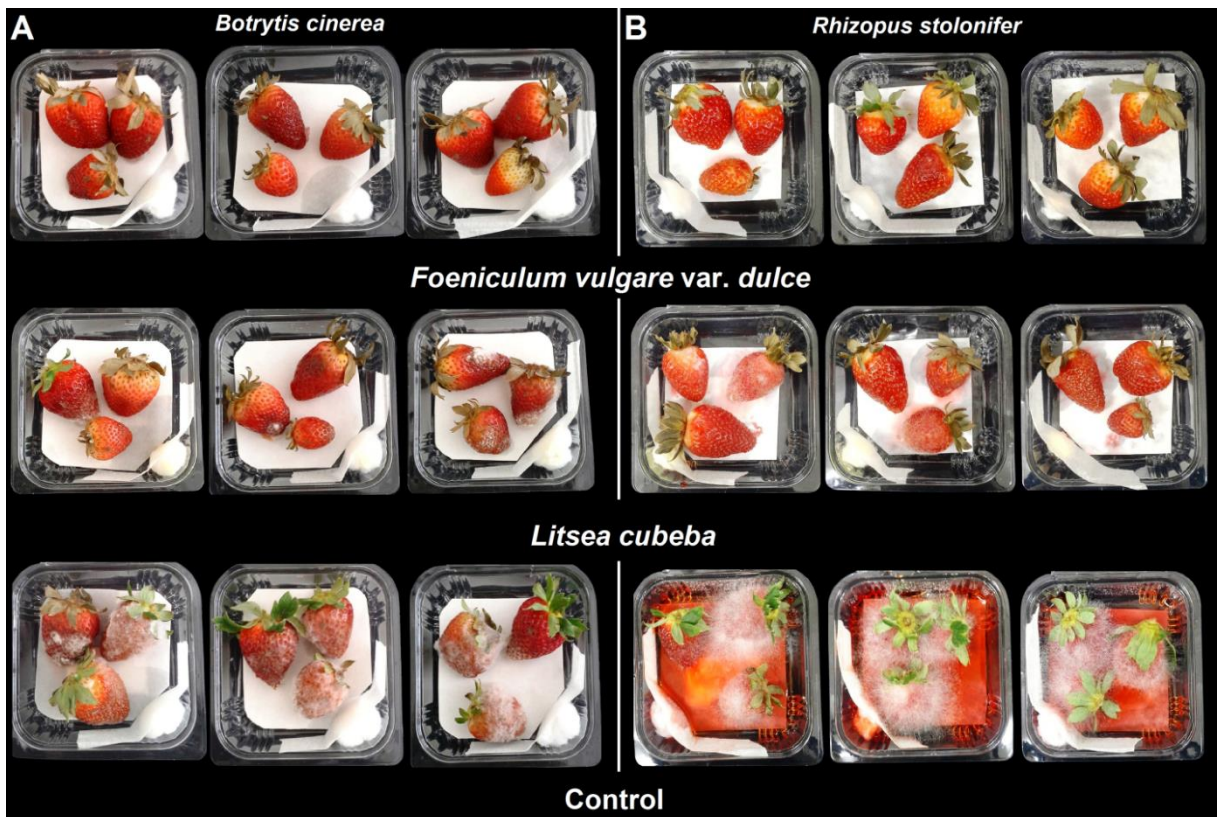 A Botrytis cinerea B Rhizopus stolonifer
Foeniculum vulgare var. dulce
Litsea cubeba
Control